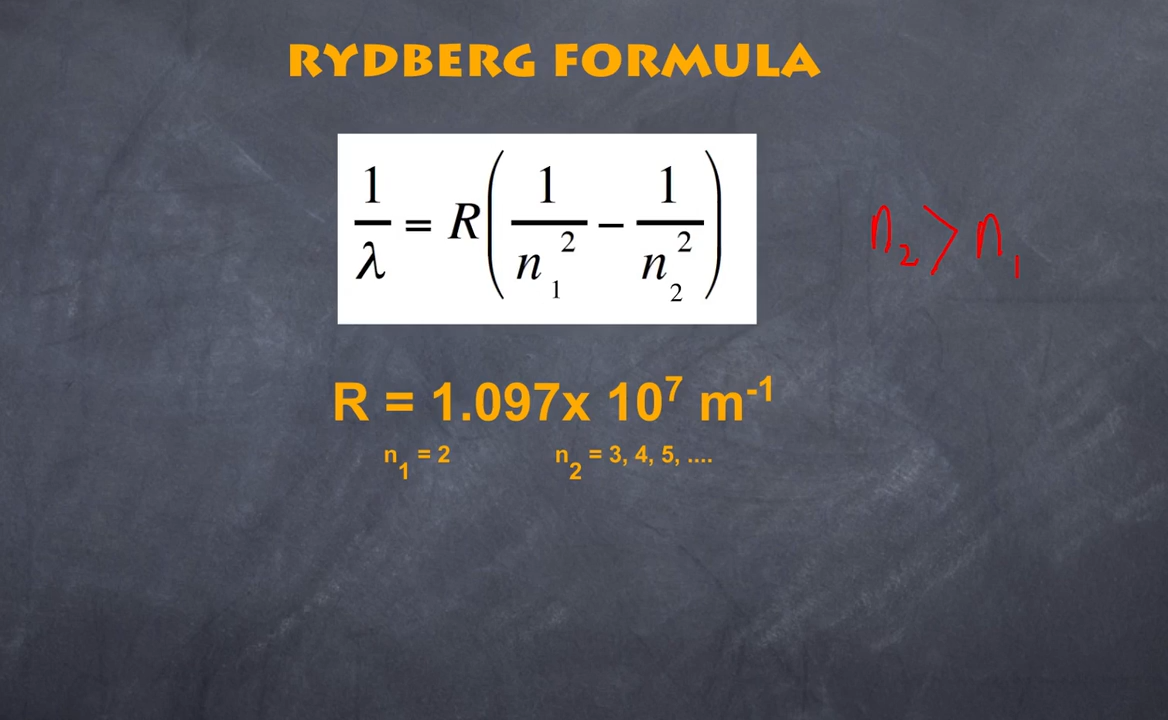 RYDBERG FORMULA
1/λ = R(1/n₁² − 1/n₂²)
n₂ > n₁
R = 1.097x 10⁷ m⁻¹
n₁ = 2 n₂ = 3, 4, 5, ....